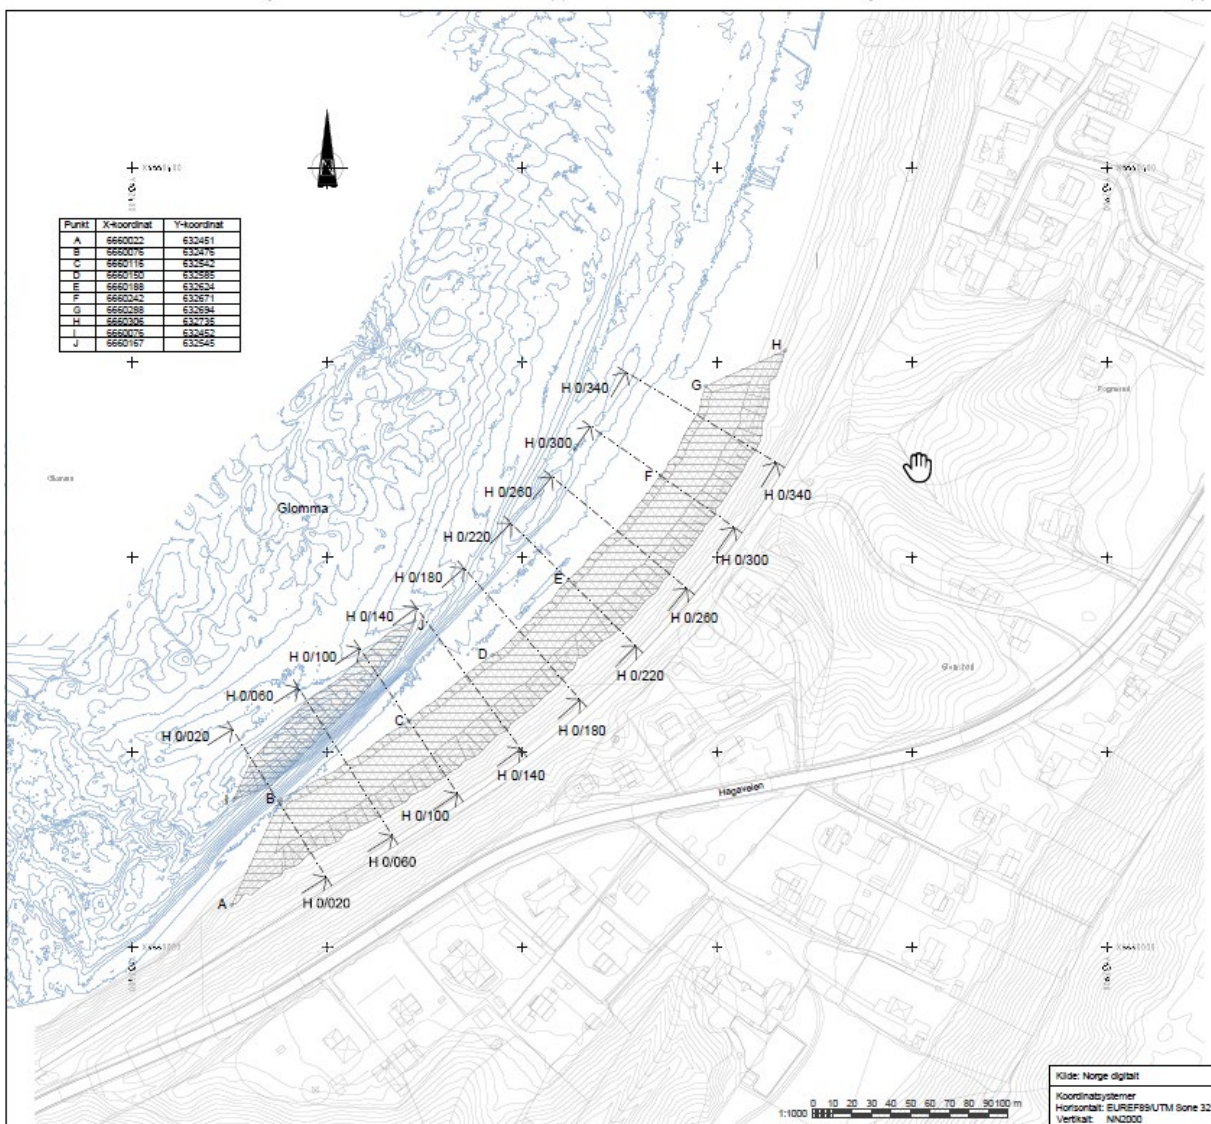 Punkt X-koordinat Y-koordinat
A 6660022 632451
B 6660076 632476
C 6660116 632542
D 6660150 632585
E 6660188 632624
F 6660242 632671
G 6660288 632694
H 6660306 632735
I 6660076 632452
J 6660167 632545
H
G
H 0/340
H 0/300
F
H 0/340
H 0/260
Glomma
H 0/220
H 0/300
E
H 0/180
H 0/260
H 0/140
J
D
H 0/100
H 0/220
H 0/060
C
H 0/180
H 0/020
H 0/140
I
B
Hagaveien
H 0/100
H 0/060
A
H 0/020
Kilde: Norge digitalt
Koordinatsystemer
Horisontalt: EUREF89/UTM Sone 32
Vertikalt: NN2000
1:1000 0 10 20 30 40 50 60 70 80 90 100 m